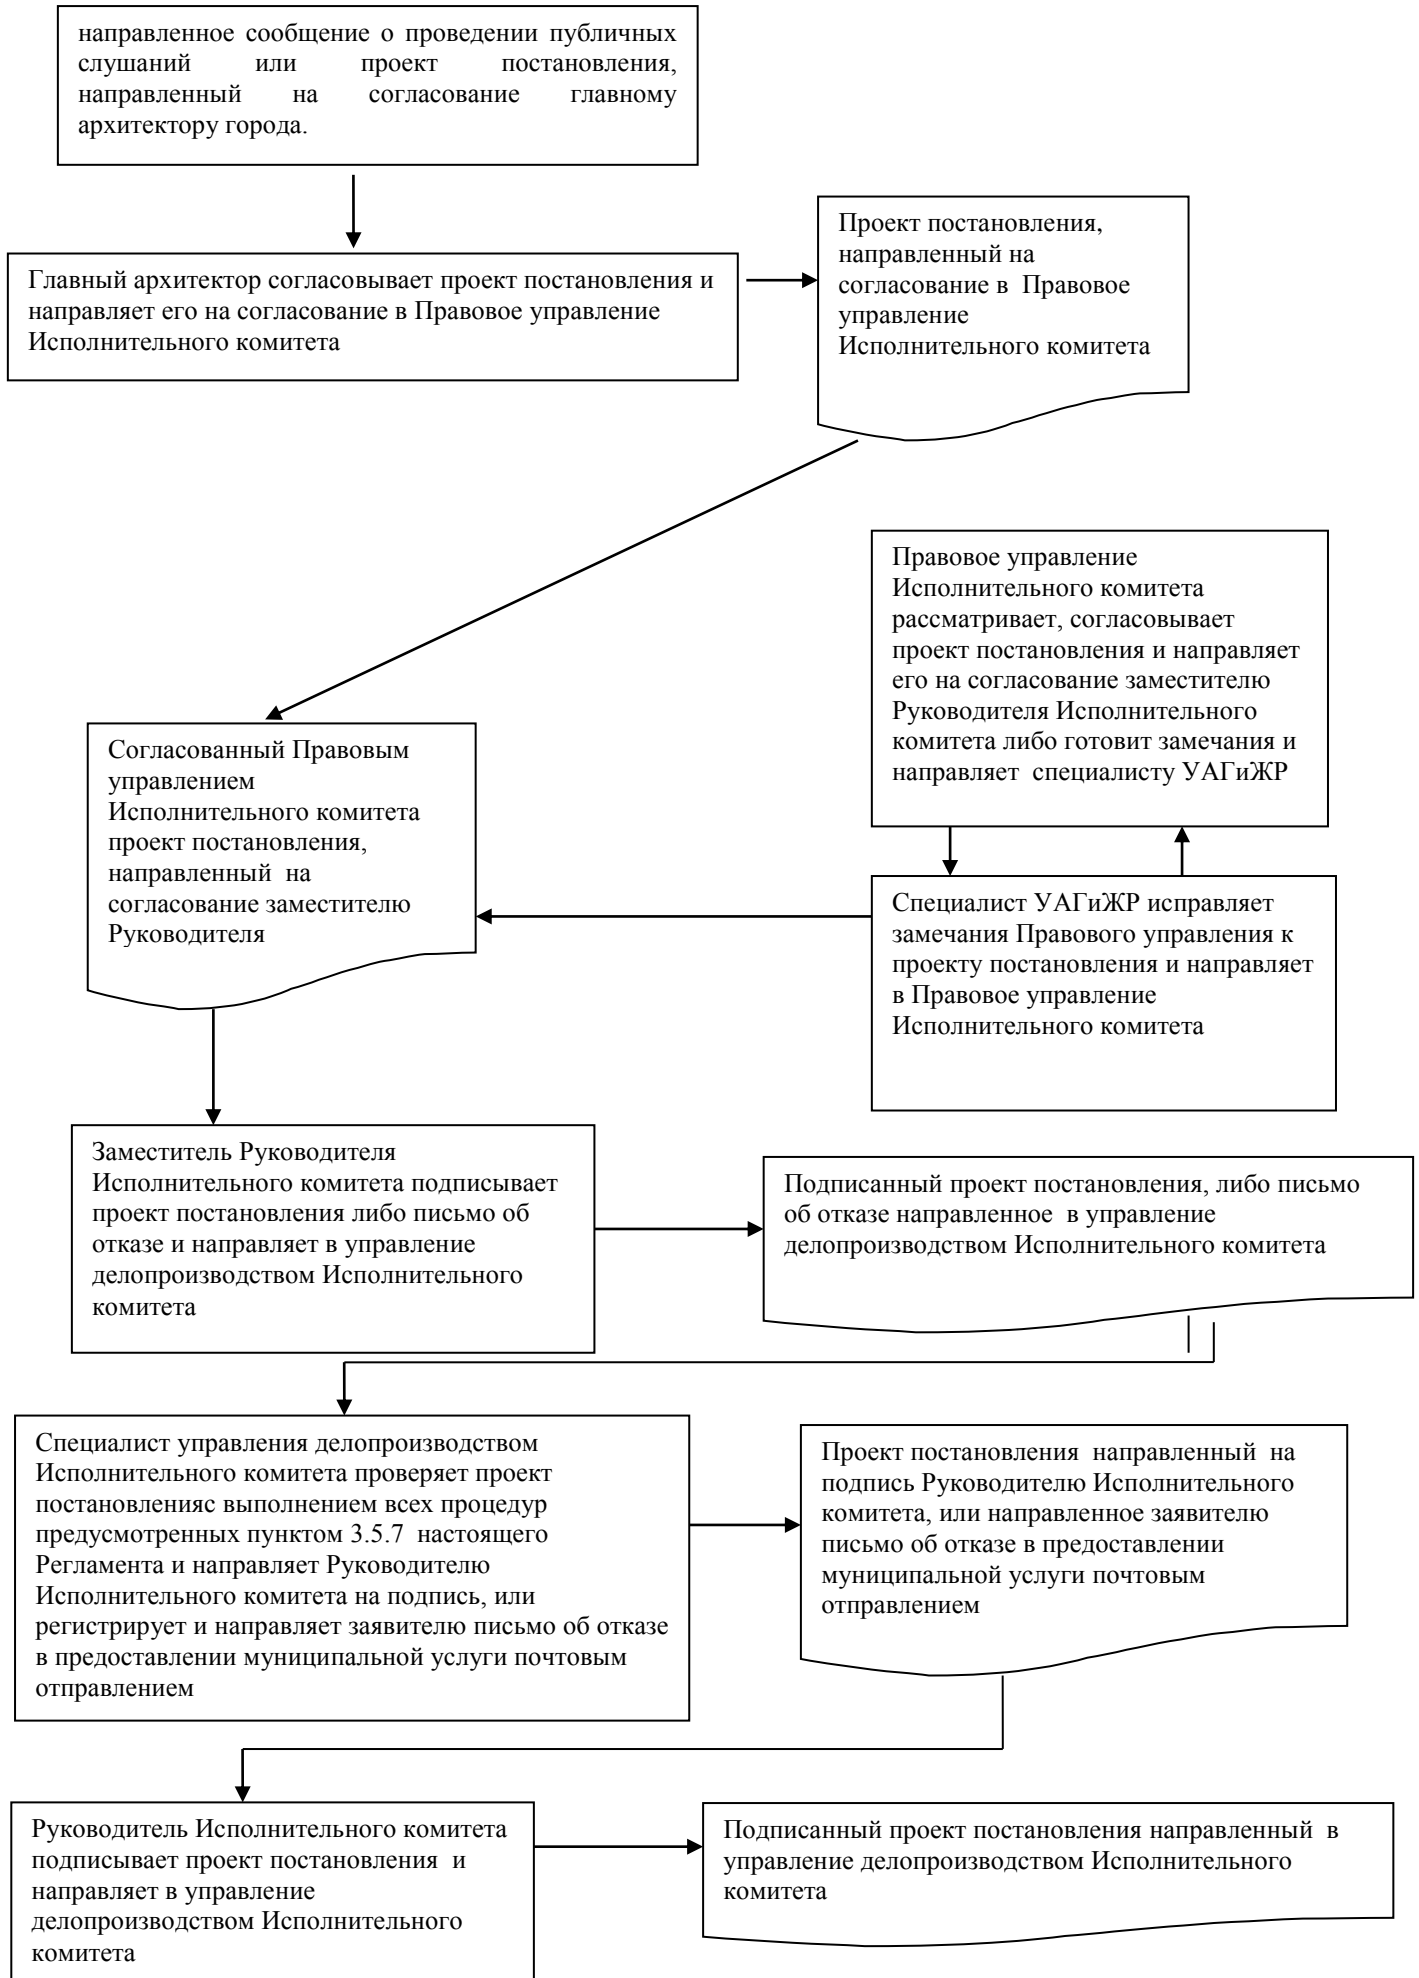 направленное сообщение о проведении публичных
слушаний или проект постановления,
направленный на согласование главному
архитектору города.
Главный архитектор согласовывает проект постановления и
направляет его на согласование в Правовое управление
Исполнительного комитета
Проект постановления,
направленный на
согласование в Правовое
управление
Исполнительного комитета
Правовое управление
Исполнительного комитета
рассматривает, согласовывает
проект постановления и направляет
его на согласование заместителю
Руководителя Исполнительного
комитета либо готовит замечания и
направляет специалисту УАГиЖР
Согласованный Правовым
управлением
Исполнительного комитета
проект постановления,
направленный на
согласование заместителю
Руководителя
Специалист УАГиЖР исправляет
замечания Правового управления к
проекту постановления и направляет
в Правовое управление
Исполнительного комитета
Заместитель Руководителя
Исполнительного комитета подписывает
проект постановления либо письмо об
отказе и направляет в управление
делопроизводством Исполнительного
комитета
Подписанный проект постановления, либо письмо
об отказе направленное в управление
делопроизводством Исполнительного комитета
Специалист управления делопроизводством
Исполнительного комитета проверяет проект
постановленияс выполнением всех процедур
предусмотренных пунктом 3.5.7 настоящего
Регламента и направляет Руководителю
Исполнительного комитета на подпись, или
регистрирует и направляет заявителю письмо об отказе
в предоставлении муниципальной услуги почтовым
отправлением
Проект постановления направленный на
подпись Руководителю Исполнительного
комитета, или направленное заявителю
письмо об отказе в предоставлении
муниципальной услуги почтовым
отправлением
Руководитель Исполнительного комитета
подписывает проект постановления и
направляет в управление
делопроизводством Исполнительного
комитета
Подписанный проект постановления направленный в
управление делопроизводством Исполнительного
комитета